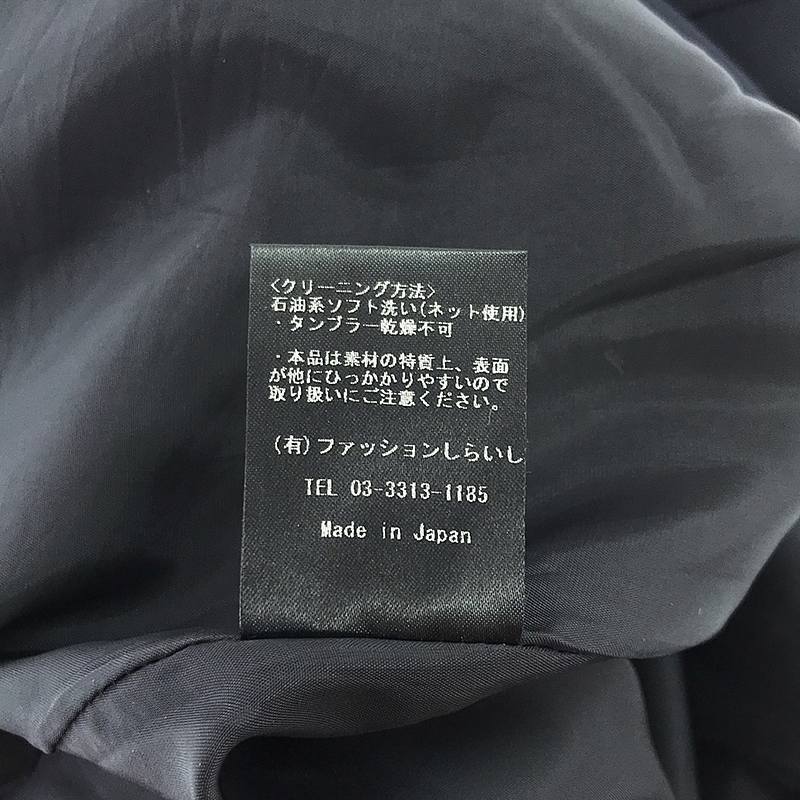 〈クリーニング方法〉
石油系ソフト洗い(ネット使用)
・タンブラー乾燥不可
・本品は素材の特質上、表面
が他にひっかかりやすいので
取り扱いにご注意ください。
(有)ファッションしらいし
TEL 03-3313-1185
Made in Japan